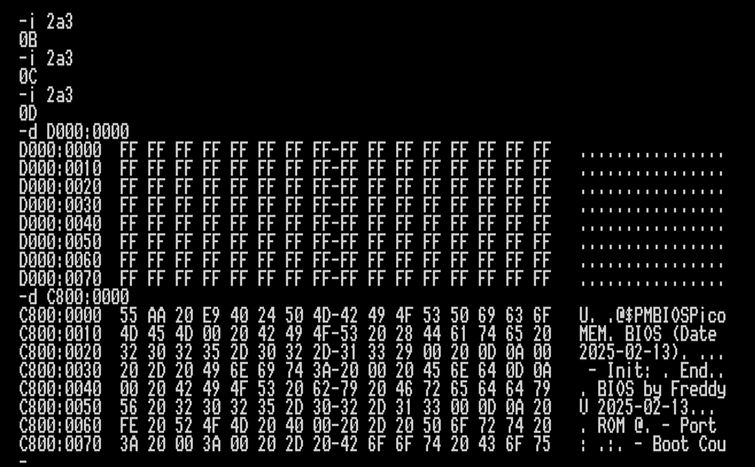 -i 2a3
0B
-i 2a3
0C
-i 2a3
0D
-d D000:0000
D000:0000  FF FF FF FF FF FF FF FF-FF FF FF FF FF FF FF FF   ................
D000:0010  FF FF FF FF FF FF FF FF-FF FF FF FF FF FF FF FF   ................
D000:0020  FF FF FF FF FF FF FF FF-FF FF FF FF FF FF FF FF   ................
D000:0030  FF FF FF FF FF FF FF FF-FF FF FF FF FF FF FF FF   ................
D000:0040  FF FF FF FF FF FF FF FF-FF FF FF FF FF FF FF FF   ................
D000:0050  FF FF FF FF FF FF FF FF-FF FF FF FF FF FF FF FF   ................
D000:0060  FF FF FF FF FF FF FF FF-FF FF FF FF FF FF FF FF   ................
D000:0070  FF FF FF FF FF FF FF FF-FF FF FF FF FF FF FF FF   ................
-d C800:0000
C800:0000  55 AA 20 E9 40 24 50 4D-42 49 4F 53 50 69 63 6F   U. .@$PMBIOSPico
C800:0010  4D 45 4D 00 20 42 49 4F-53 20 28 44 61 74 65 20   MEM. BIOS (Date 
C800:0020  32 30 32 35 2D 30 32 2D-31 33 29 00 20 0D 0A 00   2025-02-13). ...
C800:0030  20 2D 20 49 6E 69 74 3A-20 00 20 45 6E 64 0D 0A    - Init: . End..
C800:0040  00 20 42 49 4F 53 20 62-79 20 46 72 65 64 64 79   . BIOS by Freddy
C800:0050  56 20 32 30 32 35 2D 30-32 2D 31 33 00 0D 0A 20   V 2025-02-13... 
C800:0060  FE 20 52 4F 4D 20 40 00-20 2D 20 50 6F 72 74 20   . ROM @. - Port 
C800:0070  3A 20 00 3A 00 20 2D 20-42 6F 6F 74 20 43 6F 75   : .:. - Boot Cou
-